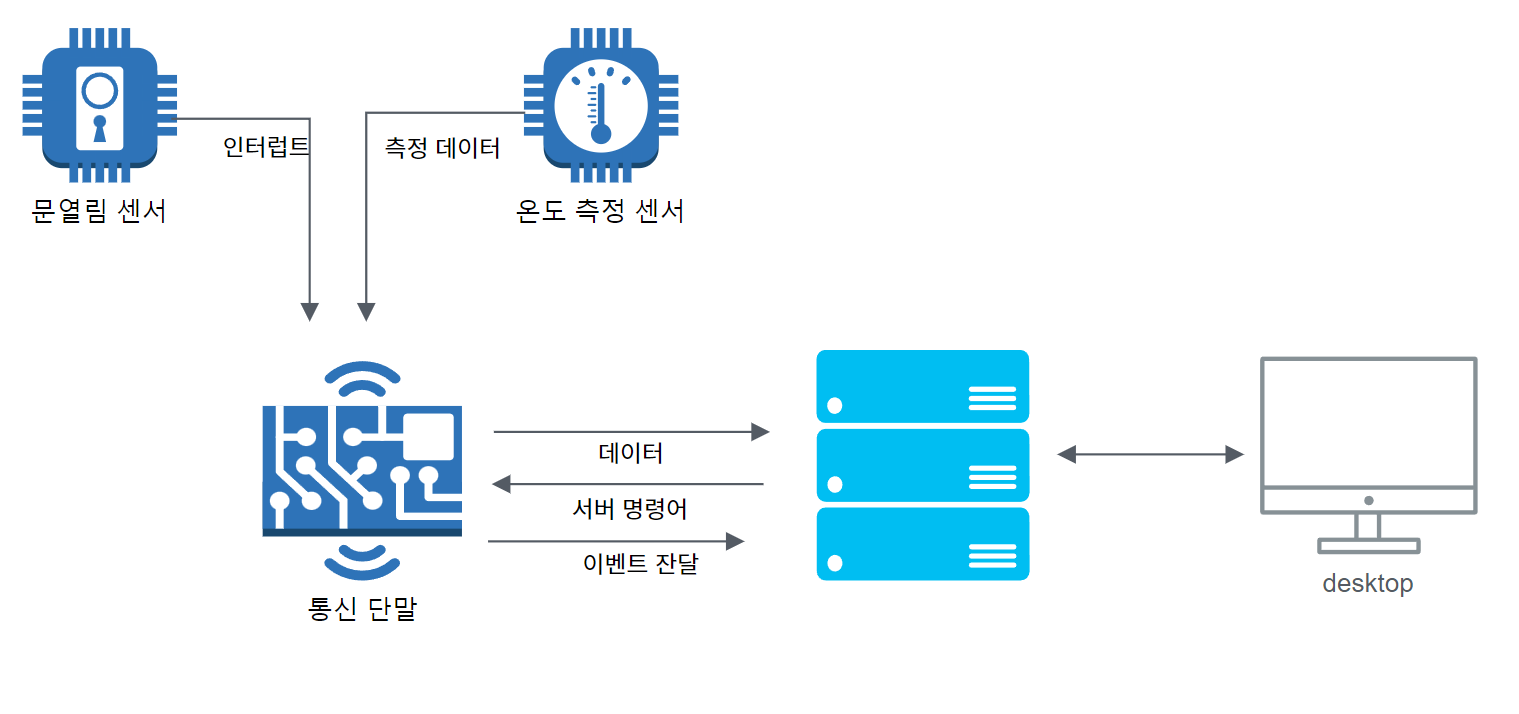 인터럽트
측정 데이터
문열림 센서
온도 측정 센서
데이터
서버 명령어
이벤트 잔달
통신 단말
desktop